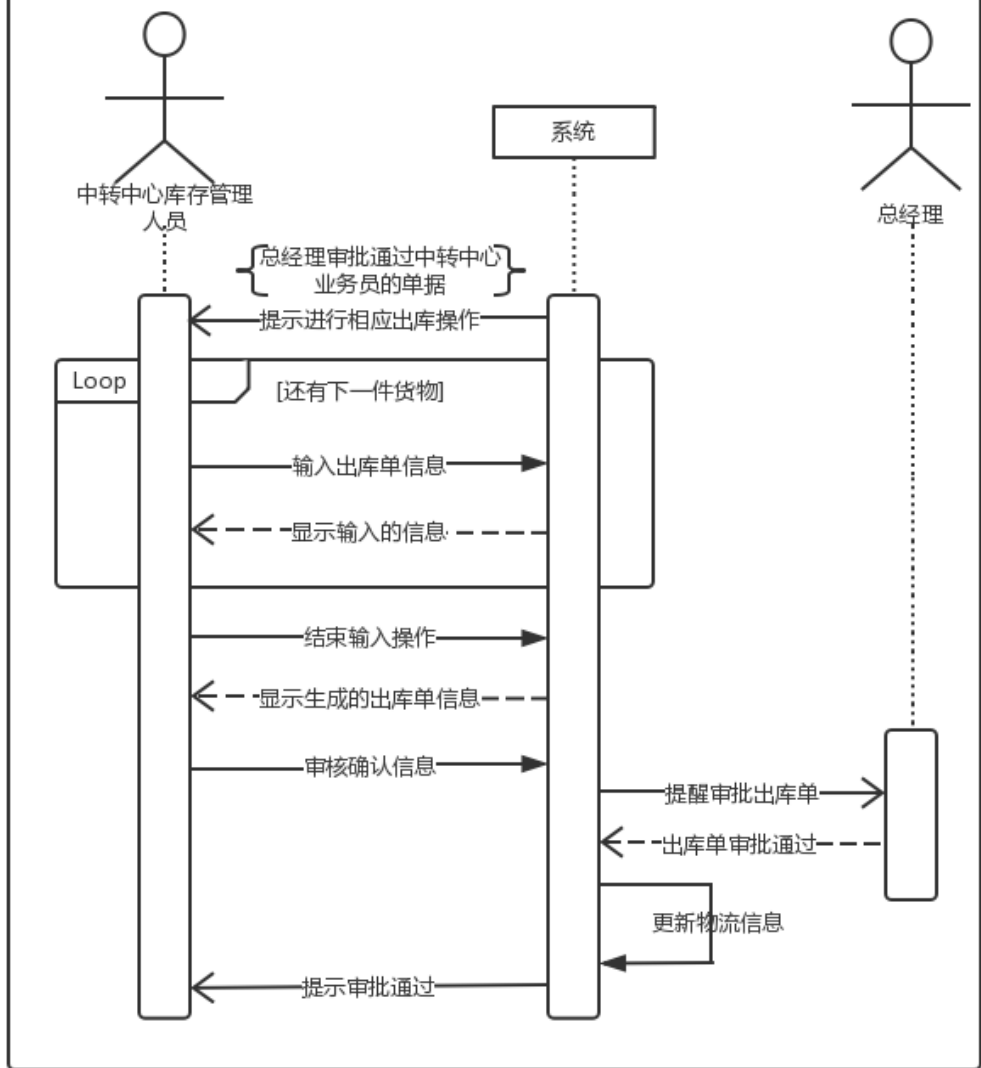 系统
中转中心库存管理
人员
总经理
总经理审批通过中转中心
业务员的单据
提示进行相应出库操作
Loop
[还有下一件货物]
输入出库单信息
显示输入的信息
结束输入操作
显示生成的出库单信息
审核确认信息
提醒审批出库单
出库单审批通过
更新物流信息
提示审批通过